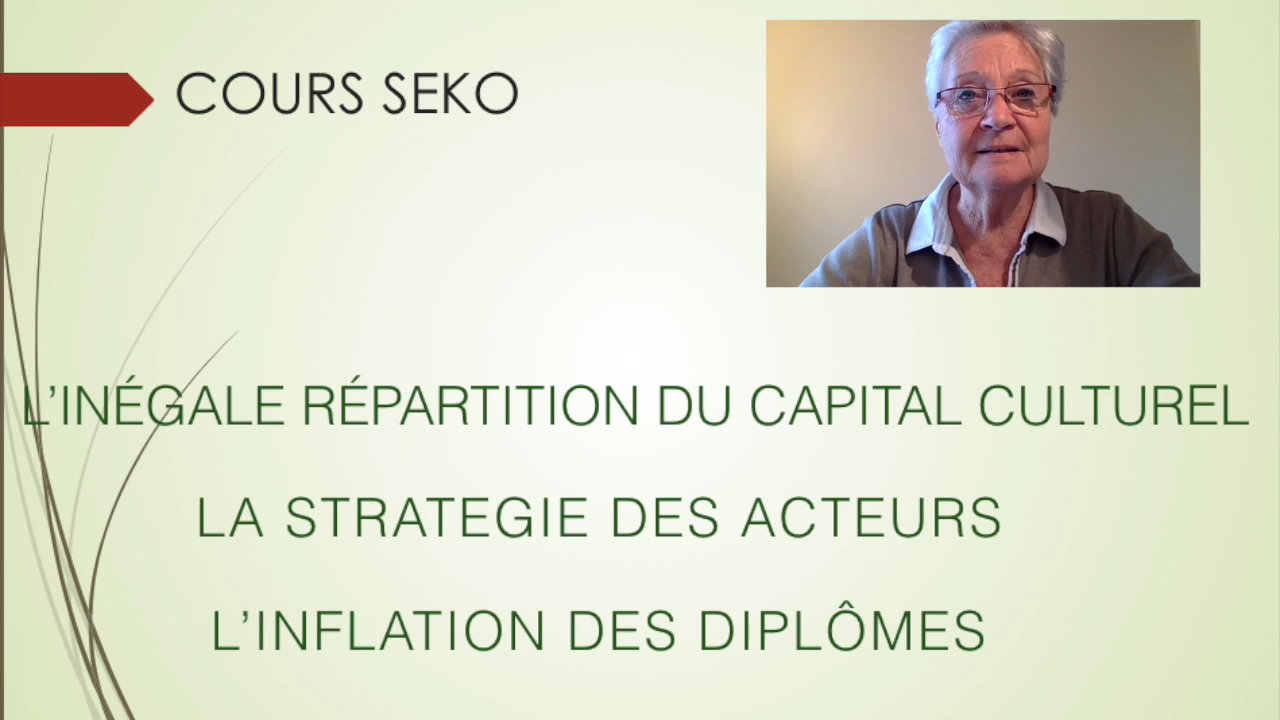 COURS SEKO
L’INÉGALE RÉPARTITION DU CAPITAL CULTUREL
LA STRATEGIE DES ACTEURS
L’INFLATION DES DIPLÔMES